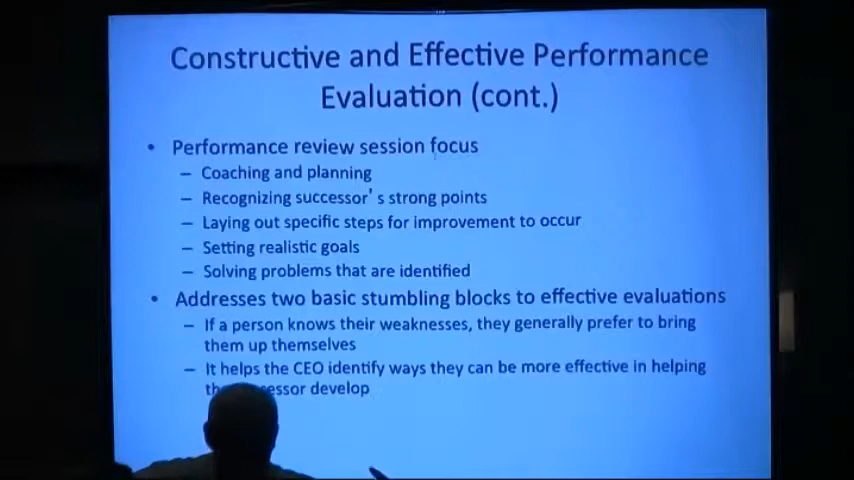 Constructive and Effective Performance
Evaluation (cont.)
• Performance review session focus
– Coaching and planning
– Recognizing successor's strong points
– Laying out specific steps for improvement to occur
– Setting realistic goals
– Solving problems that are identified
• Addresses two basic stumbling blocks to effective evaluations
– If a person knows their weaknesses, they generally prefer to bring
them up themselves
– It helps the CEO identify ways they can be more effective in helping
develop